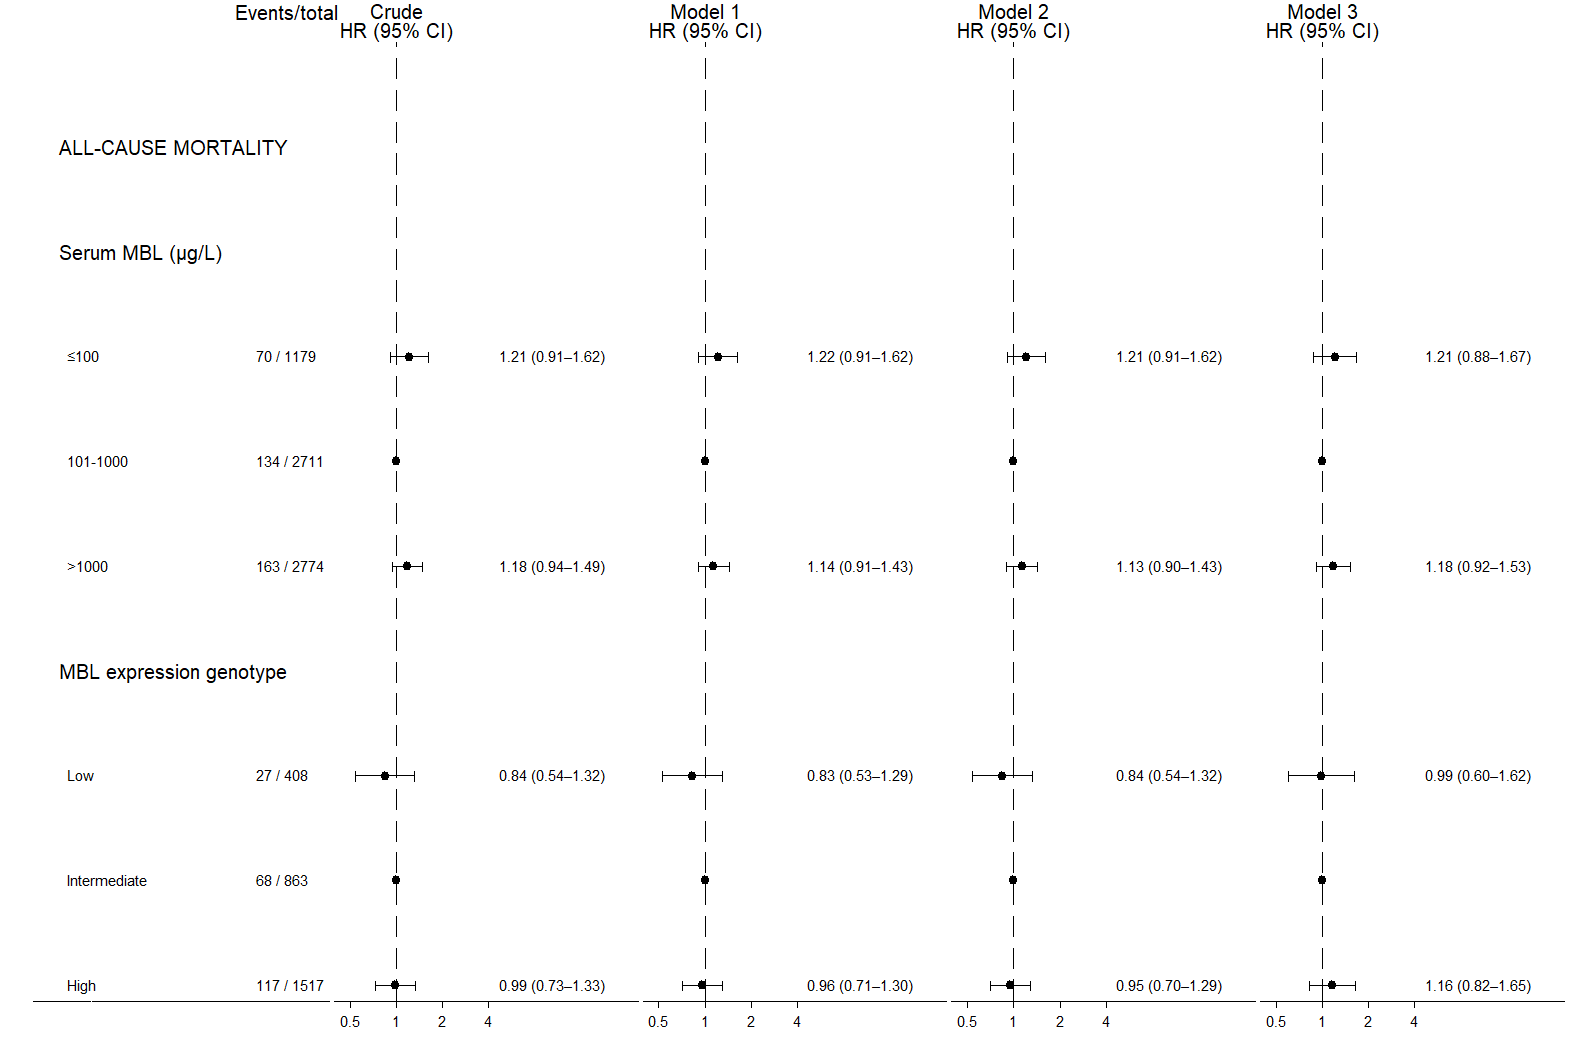 Events/total Crude Model 1 Model 2 Model 3
HR (95% CI) HR (95% CI) HR (95% CI) HR (95% CI)
ALL-CAUSE MORTALITY
Serum MBL (µg/L)
≤100 70 / 1179 1.21 (0.91–1.62) 1.22 (0.91–1.62) 1.21 (0.91–1.62) 1.21 (0.88–1.67)
101-1000 134 / 2711
>1000 163 / 2774 1.18 (0.94–1.49) 1.14 (0.91–1.43) 1.13 (0.90–1.43) 1.18 (0.92–1.53)
MBL expression genotype
Low 27 / 408 0.84 (0.54–1.32) 0.83 (0.53–1.29) 0.84 (0.54–1.32) 0.99 (0.60–1.62)
Intermediate 68 / 863
High 117 / 1517 0.99 (0.73–1.33) 0.96 (0.71–1.30) 0.95 (0.70–1.29) 1.16 (0.82–1.65)
0.5 1 2 4 0.5 1 2 4 0.5 1 2 4 0.5 1 2 4